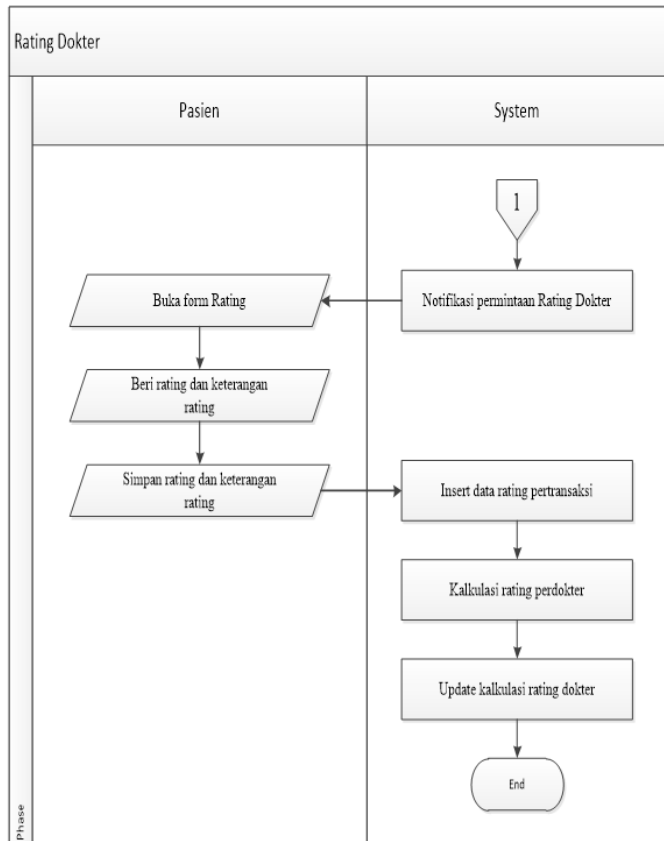 Rating Dokter
Pasien
System
1
Notifikasi permintaan Rating Dokter
Buka form Rating
Beri rating dan keterangan
rating
Simpan rating dan keterangan
rating
Insert data rating pertransaksi
Kalkulasi rating perdokter
Update kalkulasi rating dokter
End
Phase